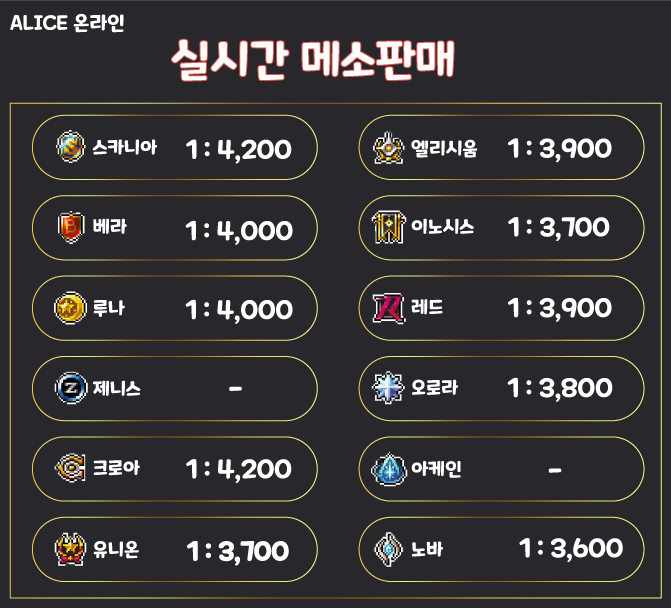 ALICE 온라인
실시간 메소판매
스카니아 1 : 4,200
엘리시움 1 : 3,900
베라 1 : 4,000
이노시스 1 : 3,700
루나 1 : 4,000
레드 1 : 3,900
제니스 -
오로라 1 : 3,800
크로아 1 : 4,200
아케인 -
유니온 1 : 3,700
노바 1 : 3,600